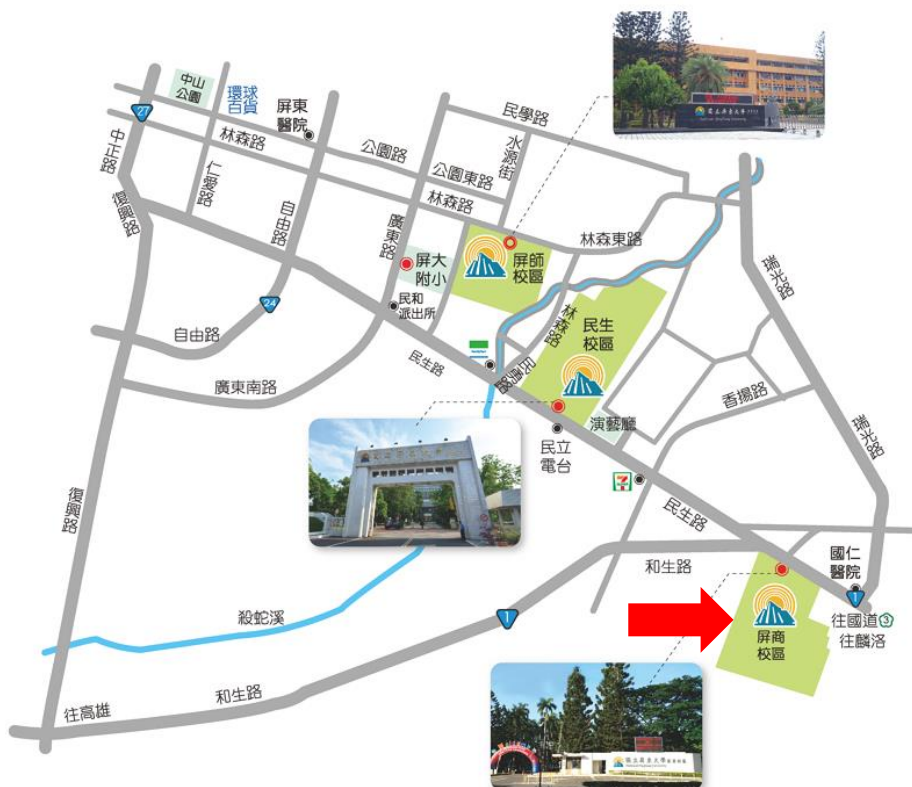 中山
公園
環球
百貨
屏東
醫院
27
中正路
林森路
仁愛路
公園路
公園東路
水源街
民學路
復興路
自由路
廣東路
林森路
林森東路
屏大
附小
屏師
校區
民和
派出所
24
自由路
廣東南路
民生路
林森路
民生
校區
瑞光路
香揚路
演藝廳
民立
電台
瑞光路
復興路
民生路
和生路
國仁
醫院
1
往國道3
往麟洛
殺蛇溪
1
屏商
校區
往高雄
和生路
國立屏東大學